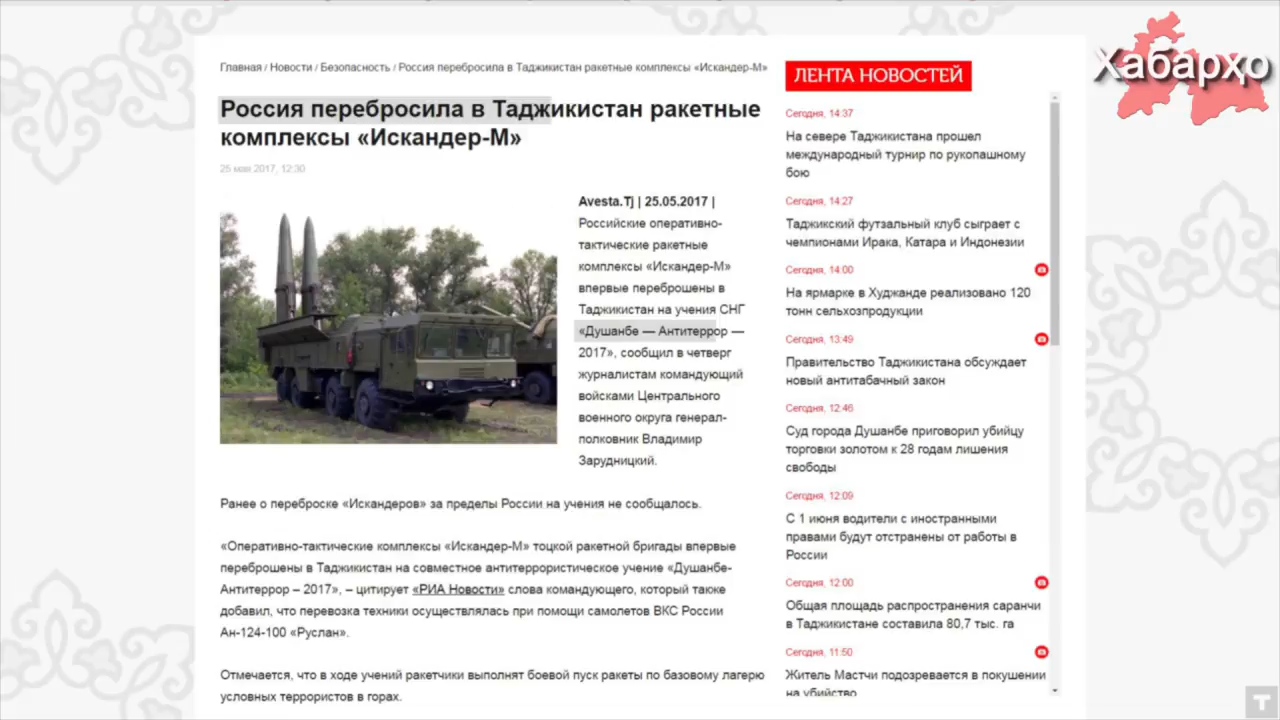 Хабарҳо
Главная / Новости / Безопасность / Россия перебросила в Таджикистан ракетные комплексы «Искандер-М»
Россия перебросила в Таджикистан ракетные
комплексы «Искандер-М»
25 мая 2017, 12:30
Avesta.Tj | 25.05.2017 |
Российские оперативно-
тактические ракетные
комплексы «Искандер-М»
впервые переброшены в
Таджикистан на учения СНГ
«Душанбе — Антитеррор —
2017», сообщил в четверг
журналистам командующий
войсками Центрального
военного округа генерал-
полковник Владимир
Зарудницкий.
Ранее о переброске «Искандеров» за пределы России на учения не сообщалось.
«Оперативно-тактические комплексы «Искандер-М» тоцкой ракетной бригады впервые
переброшены в Таджикистан на совместное антитеррористическое учение «Душанбе-
Антитеррор – 2017», – цитирует «РИА Новости» слова командующего, который также
добавил, что перевозка техники осуществлялась при помощи самолетов ВКС России
Ан-124-100 «Руслан».
Отмечается, что в ходе учений ракетчики выполнят боевой пуск ракеты по базовому лагерю
условных террористов в горах.
ЛЕНТА НОВОСТЕЙ
Сегодня, 14:37
На севере Таджикистана прошел
международный турнир по рукопашному
бою
Сегодня, 14:27
Таджикский футзальный клуб сыграет с
чемпионами Ирака, Катара и Индонезии
Сегодня, 14:00
На ярмарке в Худжанде реализовано 120
тонн сельхозпродукции
Сегодня, 13:49
Правительство Таджикистана обсуждает
новый антитабачный закон
Сегодня, 12:46
Суд города Душанбе приговорил убийцу
торговки золотом к 28 годам лишения
свободы
Сегодня, 12:09
С 1 июня водители с иностранными
правами будут отстранены от работы в
России
Сегодня, 12:00
Общая площадь распространения саранчи
в Таджикистане составила 80,7 тыс. га
Сегодня, 11:50
Житель Мастчи подозревается в покушении
на убийство
T